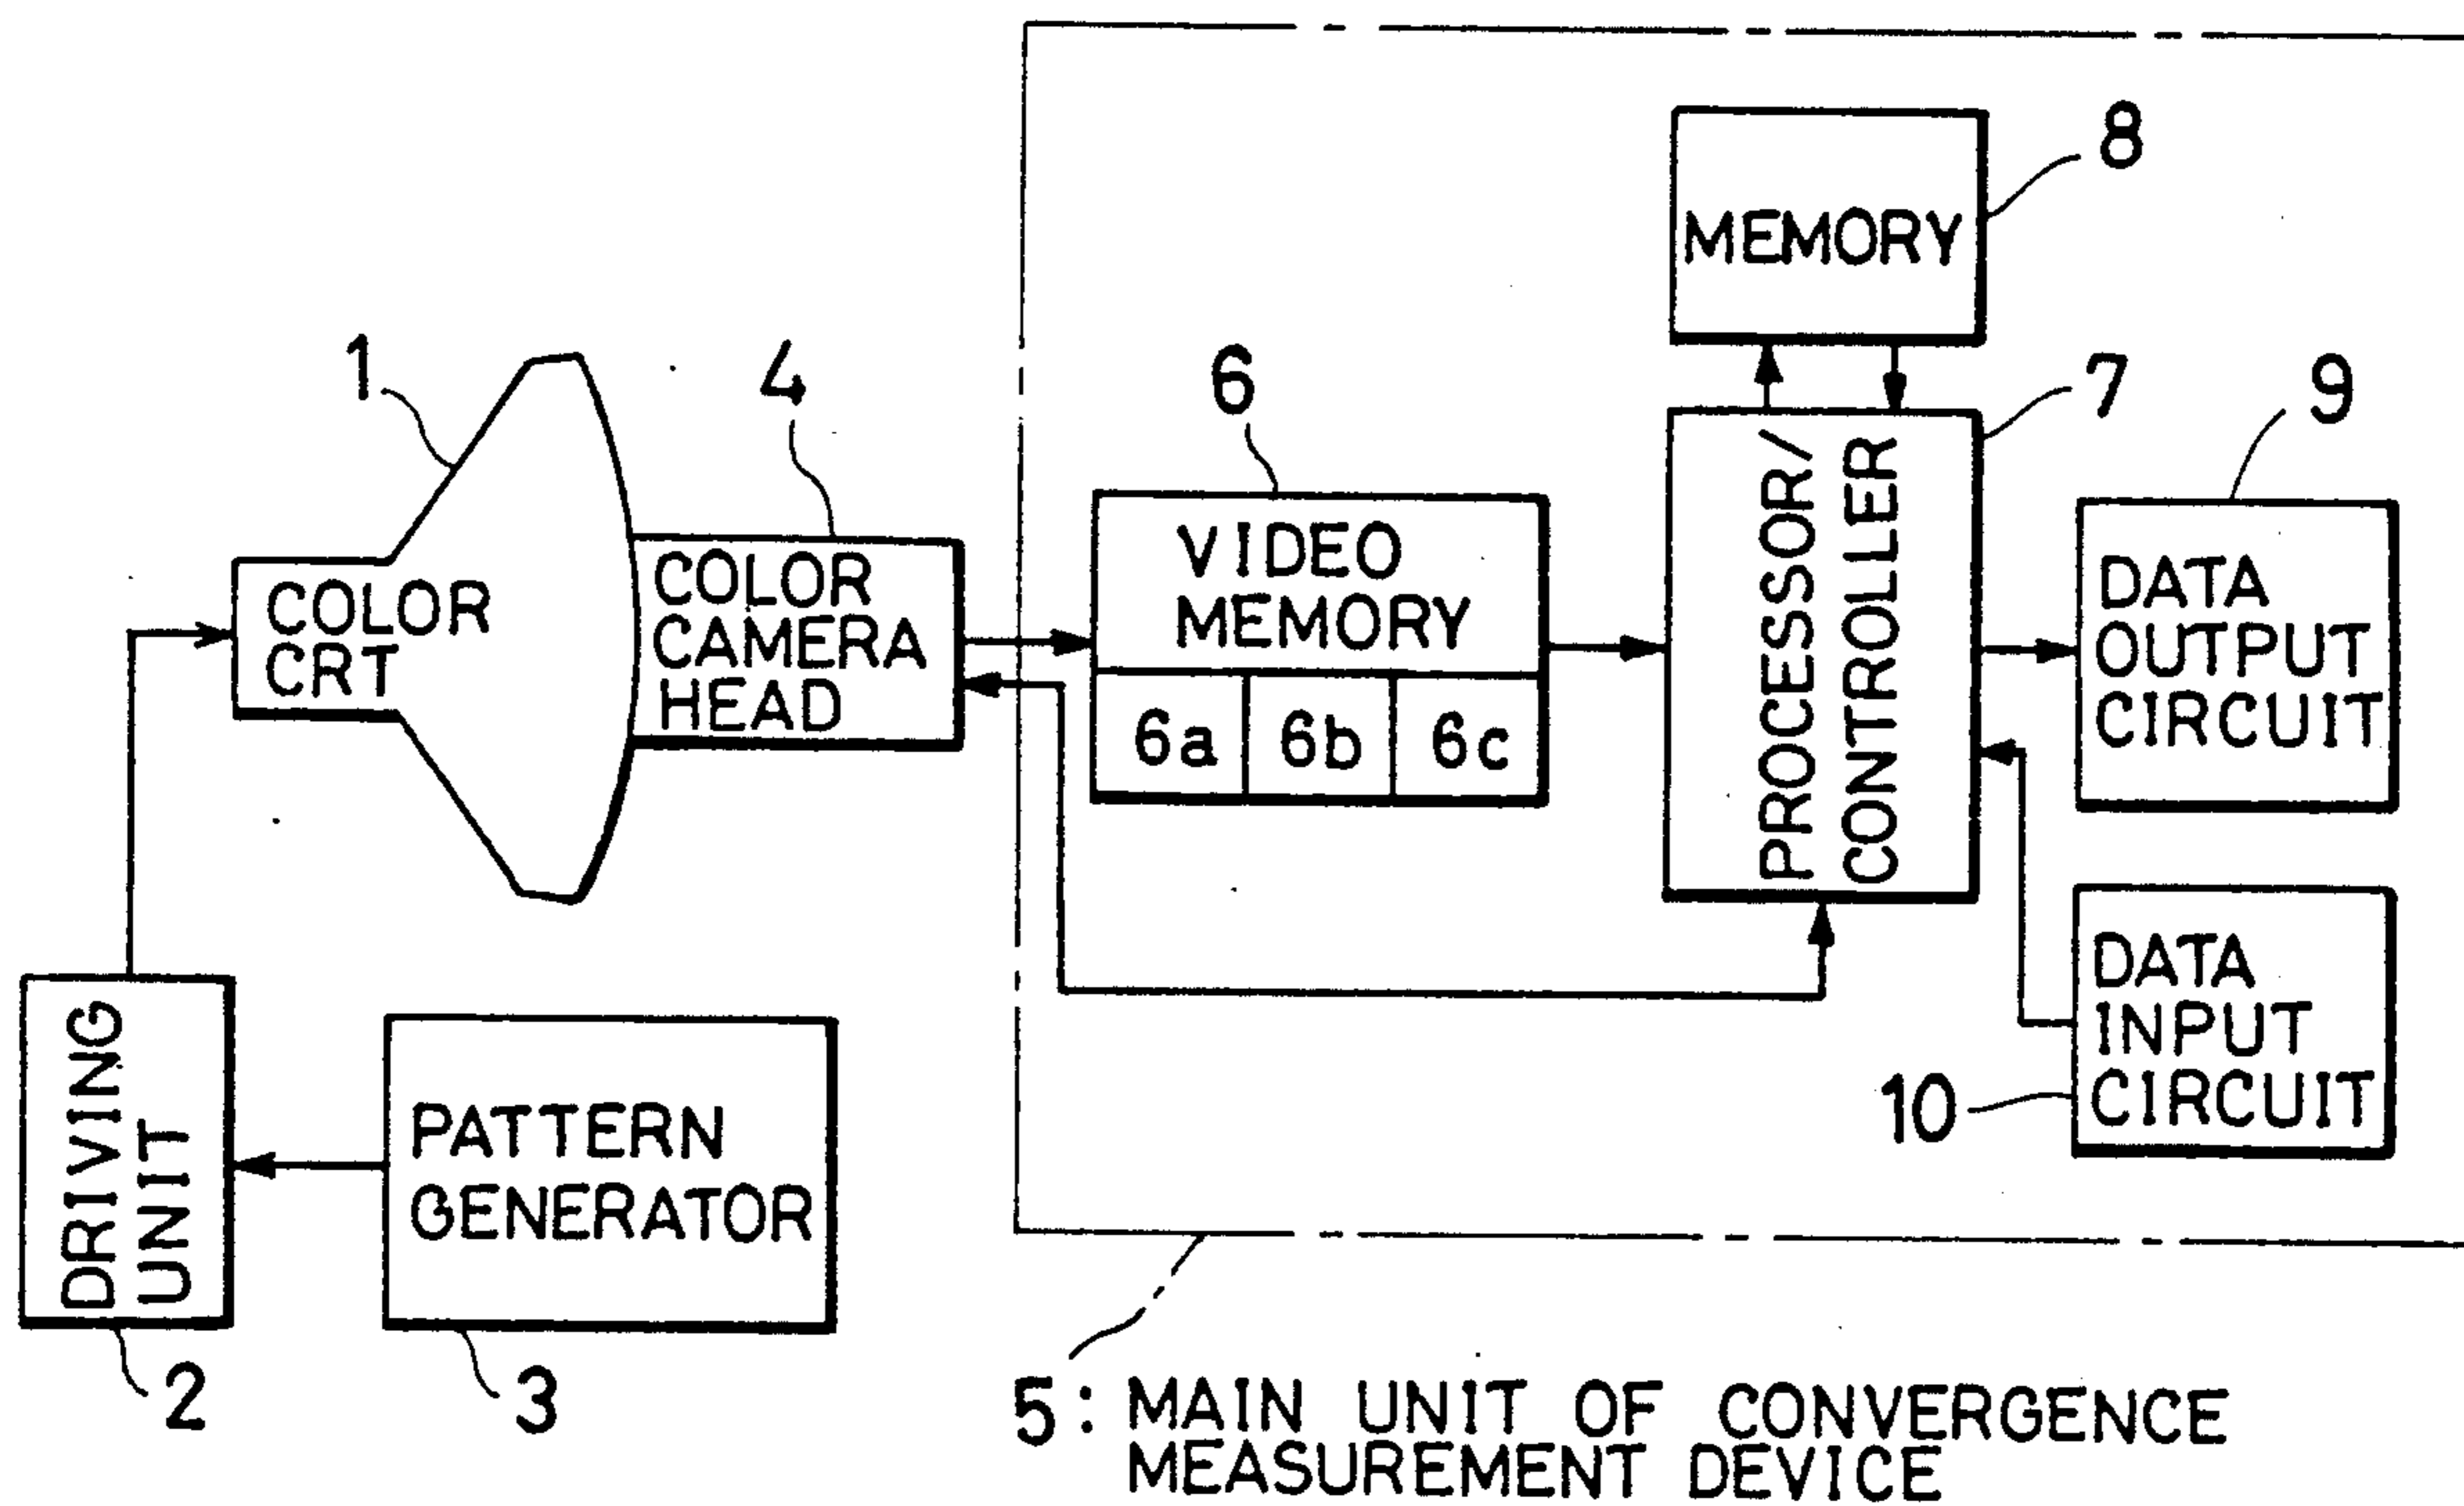 8
MEMORY
1
4
6
7
9
COLOR
CRT
COLOR
CAMERA
HEAD
VIDEO
MEMORY
6a 6b 6c
PROCESSOR/
CONTROLLER
DATA
OUTPUT
CIRCUIT
DATA
INPUT
CIRCUIT
10
DRIVING
UNIT
PATTERN
GENERATOR
2
3
5: MAIN UNIT OF CONVERGENCE
MEASUREMENT DEVICE